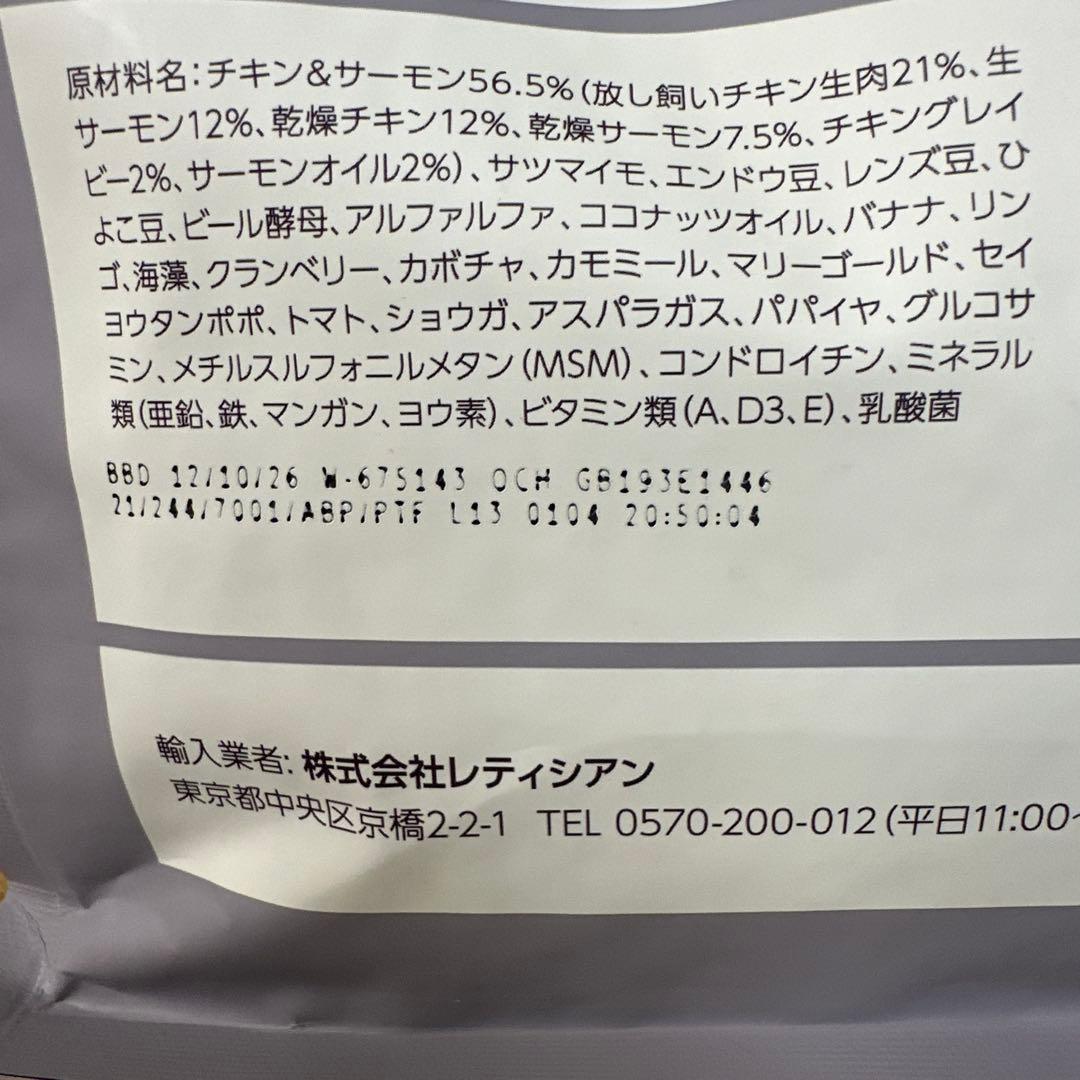 原材料名:チキン&サーモン56.5%(放し飼いチキン生肉21%、生
サーモン12%、乾燥チキン12%、乾燥サーモン7.5%、チキングレイ
ビー2%、サーモンオイル2%)、サツマイモ、エンドウ豆、レンズ豆、ひ
よこ豆、ビール酵母、アルファルファ、ココナッツオイル、バナナ、リン
ゴ、海藻、クランベリー、カボチャ、カモミール、マリーゴールド、セイ
ヨウタンポポ、トマト、ショウガ、アスパラガス、パパイヤ、グルコサ
ミン、メチルスルフォニルメタン(MSM)、コンドロイチン、ミネラル
類(亜鉛、鉄、マンガン、ヨウ素)、ビタミン類(A、D3、E)、乳酸菌
BBD 12/10/26 W-675143 OCH GB193E1446
21/244/7001/ABP/PTF L13 0104 20:50:04
輸入業者: 株式会社レティシアン
東京都中央区京橋2-2-1 TEL 0570-200-012(平日11:00~